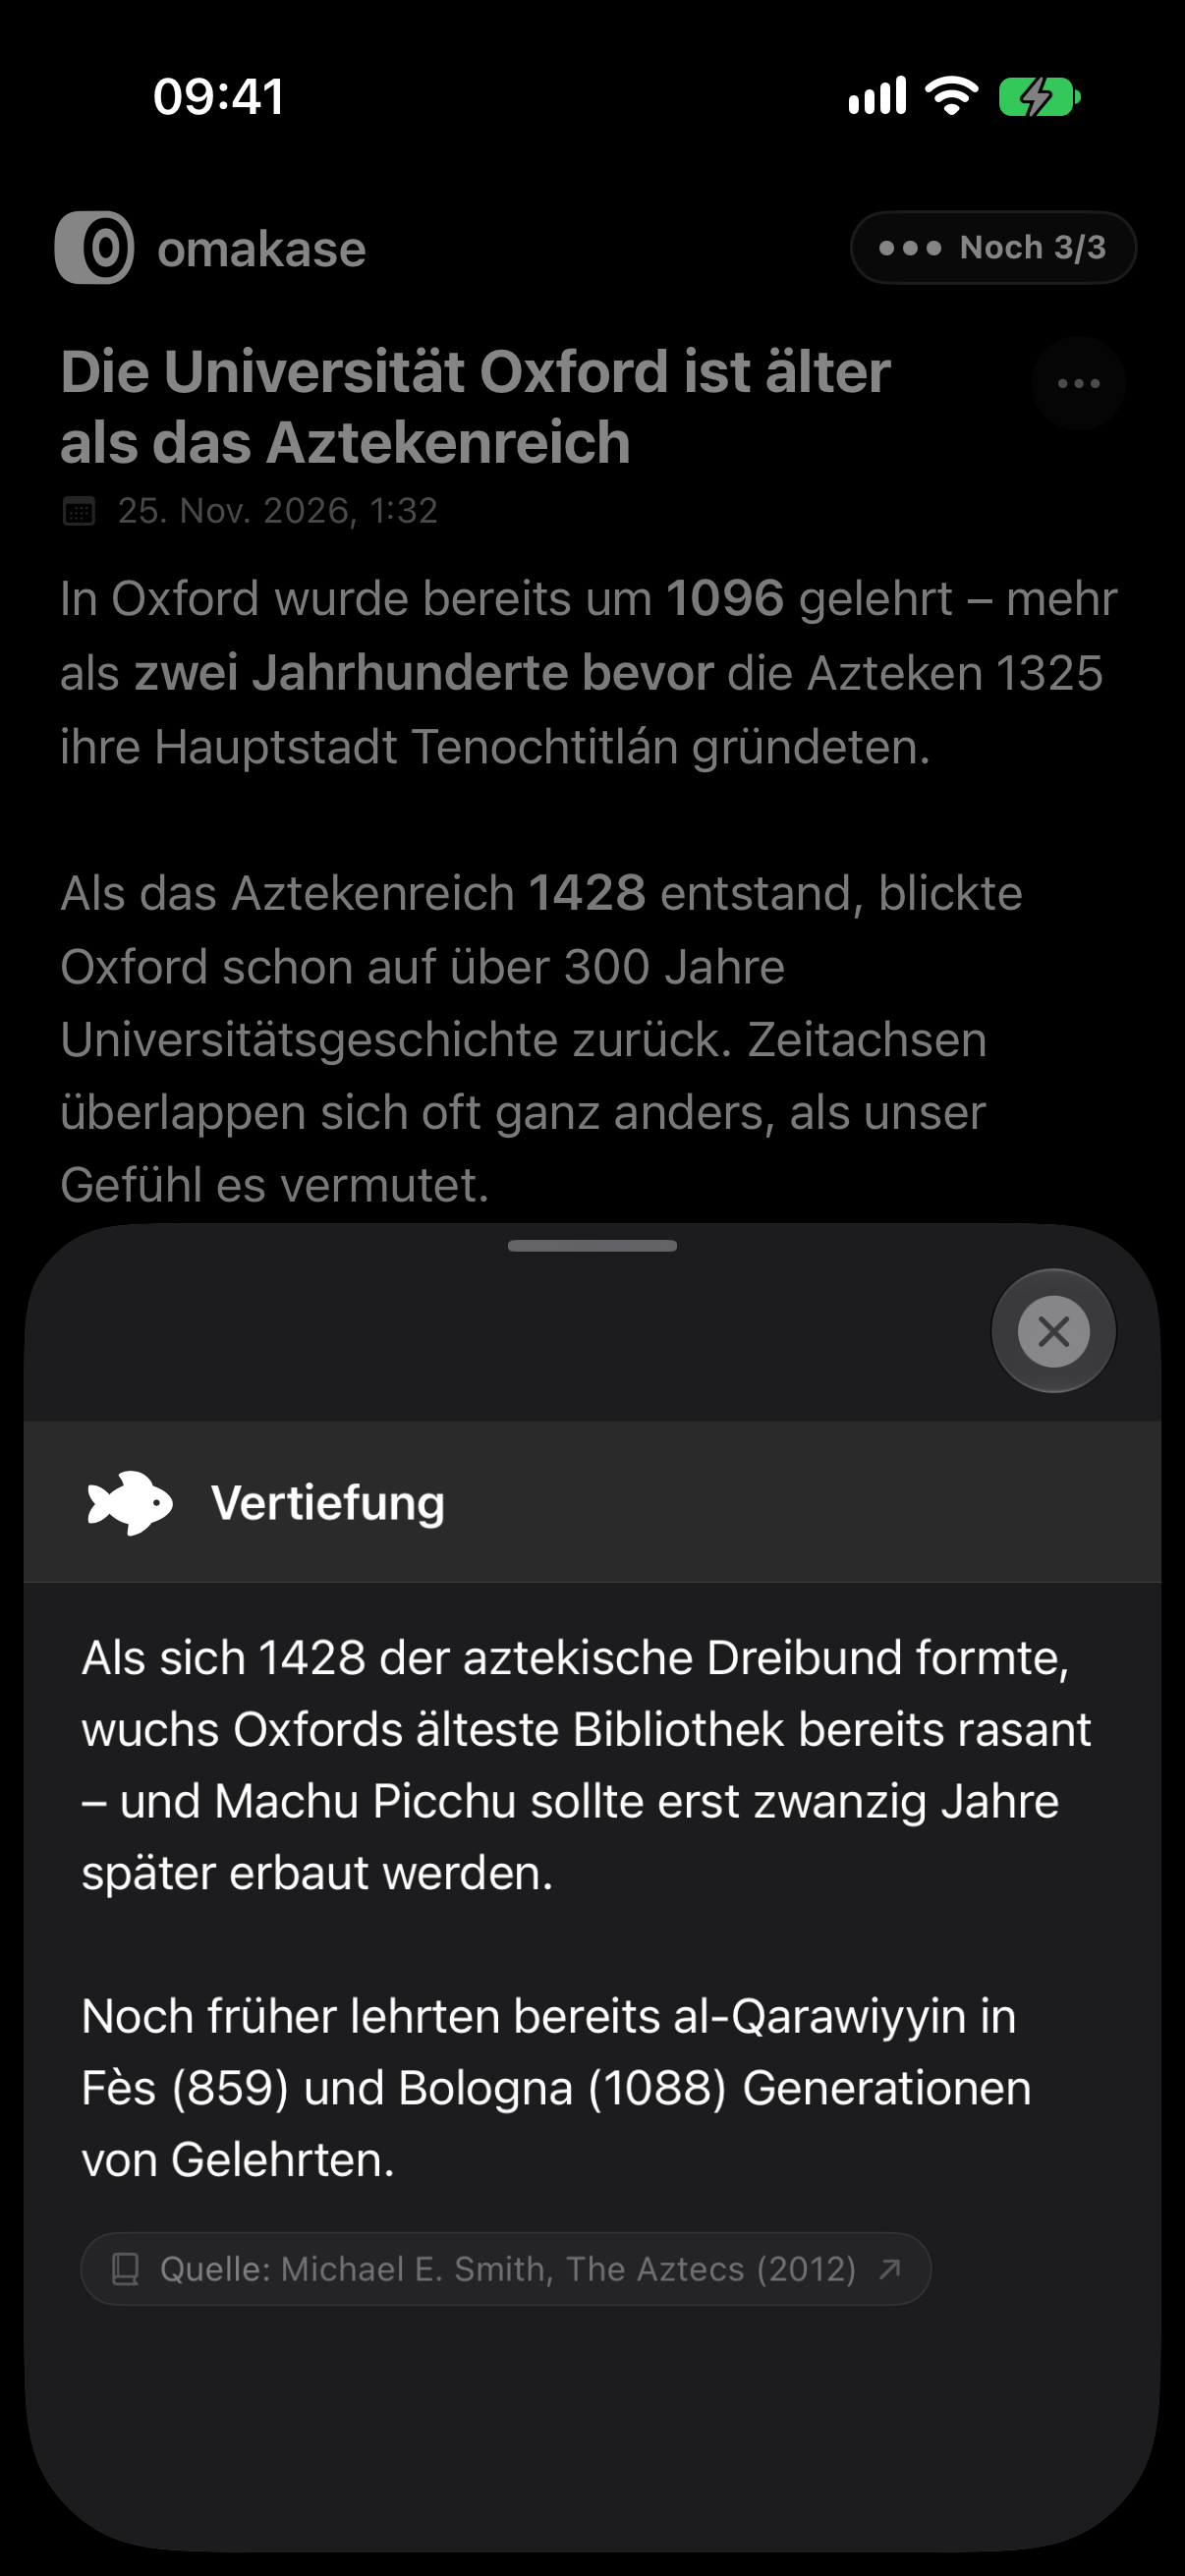 09:41
omakase
Noch 3/3
Die Universität Oxford ist älter
als das Aztekenreich
25. Nov. 2026, 1:32
In Oxford wurde bereits um 1096 gelehrt – mehr
als zwei Jahrhunderte bevor die Azteken 1325
ihre Hauptstadt Tenochtitlán gründeten.
Als das Aztekenreich 1428 entstand, blickte
Oxford schon auf über 300 Jahre
Universitätsgeschichte zurück. Zeitachsen
überlappen sich oft ganz anders, als unser
Gefühl es vermutet.
Vertiefung
Als sich 1428 der aztekische Dreibund formte,
wuchs Oxfords älteste Bibliothek bereits rasant
– und Machu Picchu sollte erst zwanzig Jahre
später erbaut werden.
Noch früher lehrten bereits al-Qarawiyyin in
Fès (859) und Bologna (1088) Generationen
von Gelehrten.
Quelle: Michael E. Smith, The Aztecs (2012)